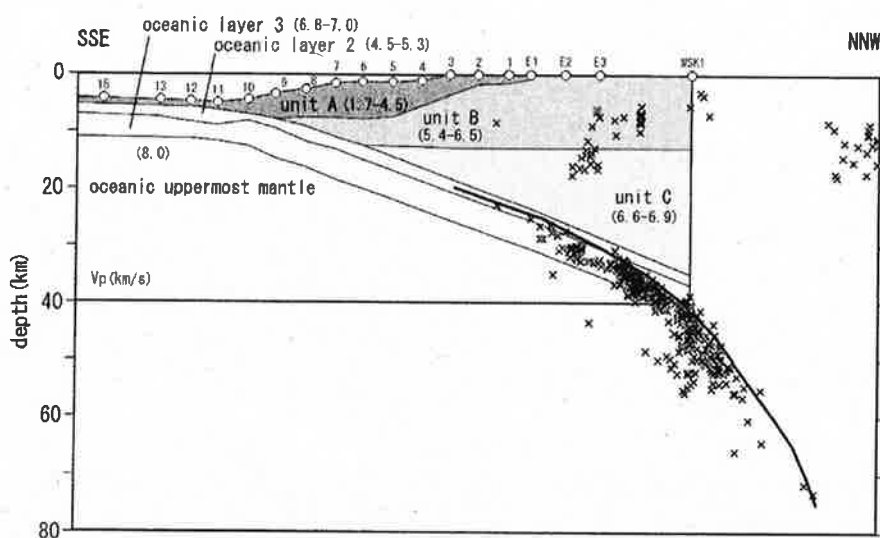 oceanic layer 3 (6.8-7.0)
SSE
oceanic layer 2 (4.5-5.3)
NNW
15 13 12 11 10 9 8 7 6 5 4 3 2 1 E1 E2 E3 WSK1
0
unit A (1.7-4.5)
unit B
(5.4-6.5)
(8.0)
oceanic uppermost mantle
20
unit C
(6.6-6.9)
Vp(km/s)
40
depth(km)
60
80